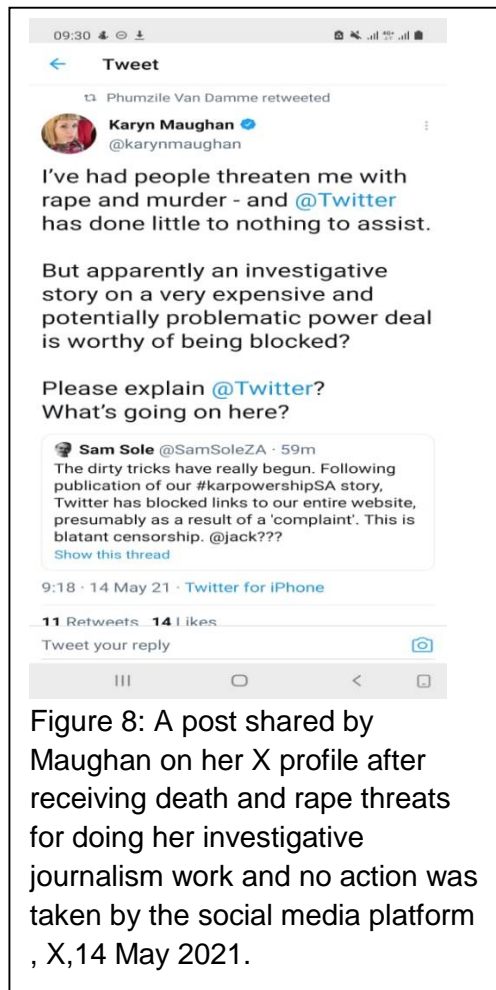 09:30
Tweet
Phumzile Van Damme retweeted
Karyn Maughan
@karynmaughan
I've had people threaten me with
rape and murder - and @Twitter
has done little to nothing to assist.
But apparently an investigative
story on a very expensive and
potentially problematic power deal
is worthy of being blocked?
Please explain @Twitter?
What's going on here?
Sam Sole @SamSoleZA · 59m
The dirty tricks have really begun. Following
publication of our #karpowershipSA story,
Twitter has blocked links to our entire website,
presumably as a result of a 'complaint'. This is
blatant censorship. @jack???
Show this thread
9:18 · 14 May 21 · Twitter for iPhone
11 Retweets 14 Likes
Tweet your reply
Figure 8: A post shared by
Maughan on her X profile after
receiving death and rape threats
for doing her investigative
journalism work and no action was
taken by the social media platform
, X,14 May 2021.